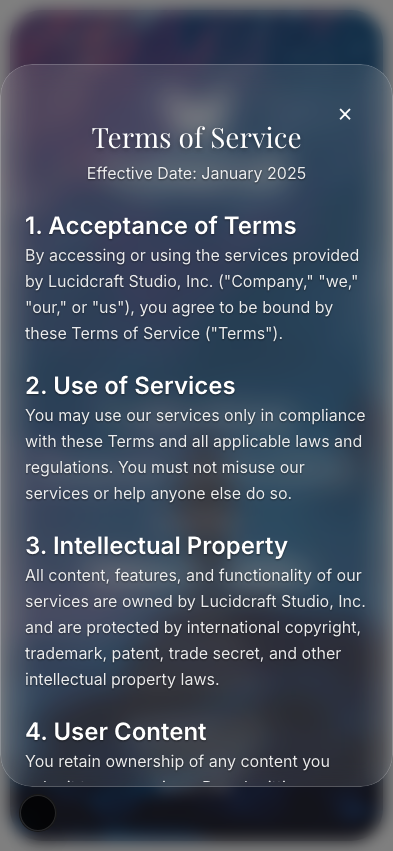 ×
Terms of Service
Effective Date: January 2025
1. Acceptance of Terms
By accessing or using the services provided
by Lucidcraft Studio, Inc. ("Company," "we,"
"our," or "us"), you agree to be bound by
these Terms of Service ("Terms").
2. Use of Services
You may use our services only in compliance
with these Terms and all applicable laws and
regulations. You must not misuse our
services or help anyone else do so.
3. Intellectual Property
All content, features, and functionality of our
services are owned by Lucidcraft Studio, Inc.
and are protected by international copyright,
trademark, patent, trade secret, and other
intellectual property laws.
4. User Content
You retain ownership of any content you